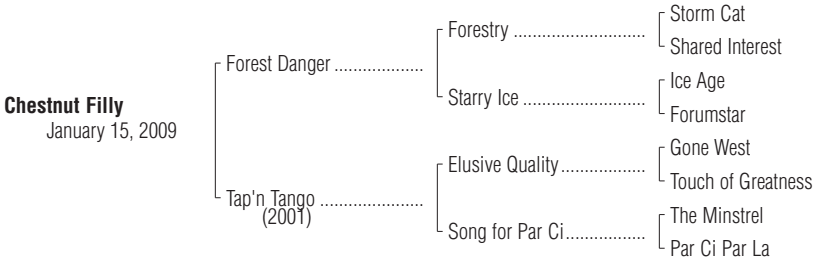 Storm Cat
Forestry ............................
Shared Interest
Forest Danger ...................
Ice Age
Starry Ice ..........................
Forumstar
Chestnut Filly
January 15, 2009
Gone West
Elusive Quality..................
Touch of Greatness
Tap'n Tango ......................
(2001)
The Minstrel
Song for Par Ci.................
Par Ci Par La